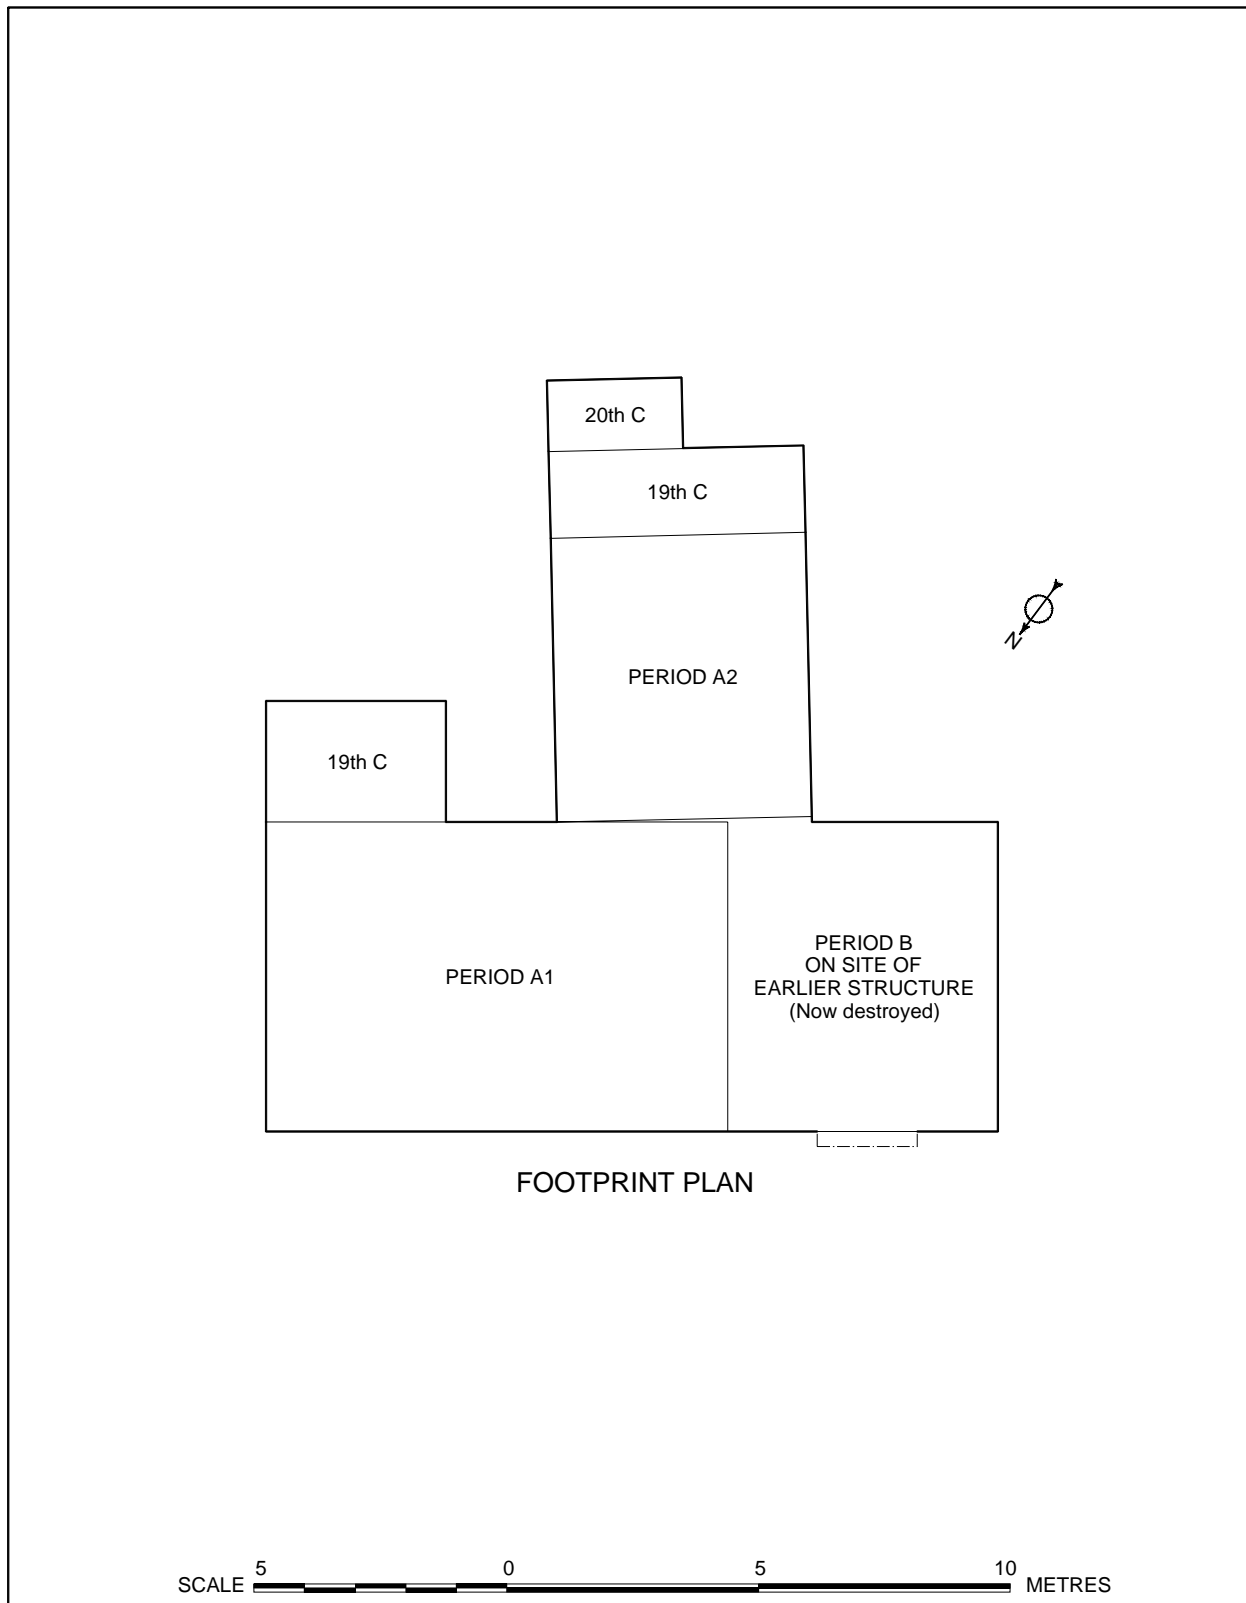 20th C
19th C
N
PERIOD A2
19th C
PERIOD A1
PERIOD B
ON SITE OF
EARLIER STRUCTURE
(Now destroyed)
FOOTPRINT PLAN
5 0 5 10
SCALE METRES